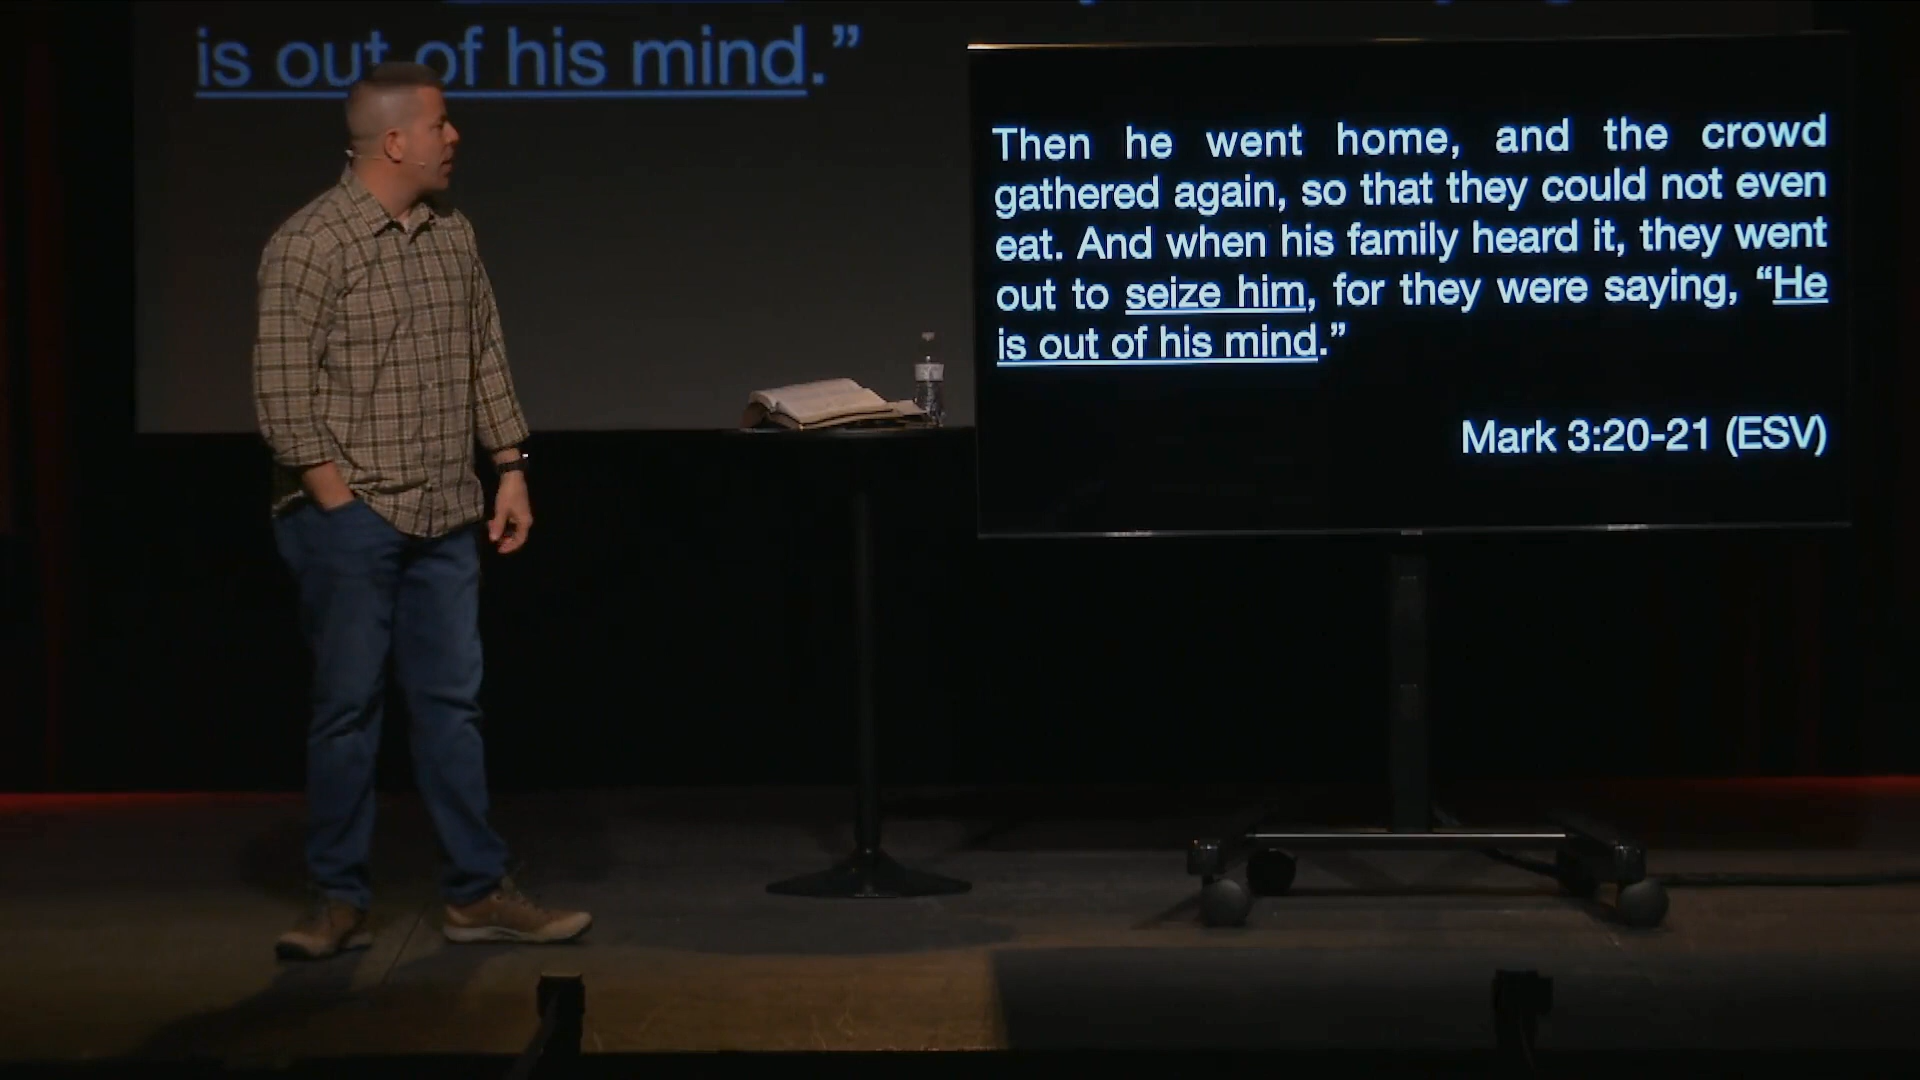 is out of his mind.”
Then he went home, and the crowd
gathered again, so that they could not even
eat. And when his family heard it, they went
out to seize him, for they were saying, “He
is out of his mind.”
Mark 3:20-21 (ESV)